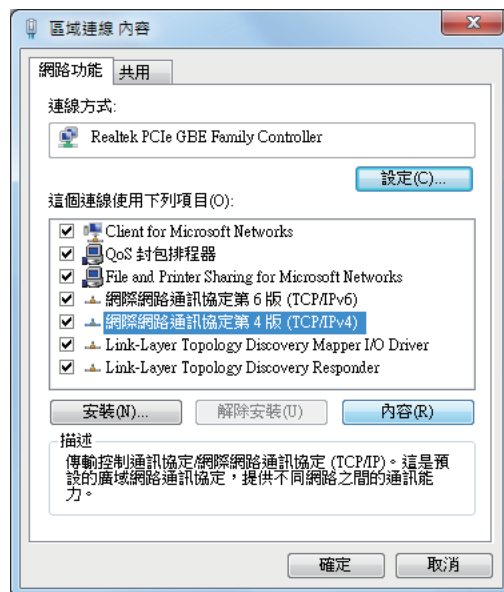 區域連線 內容
網路功能 共用
連線方式:
Realtek PCIe GBE Family Controller
設定(C)...
這個連線使用下列項目(O):
Client for Microsoft Networks
QoS 封包排程器
File and Printer Sharing for Microsoft Networks
網際網路通訊協定第 6 版 (TCP/IPv6)
網際網路通訊協定第 4 版 (TCP/IPv4)
Link-Layer Topology Discovery Mapper I/O Driver
Link-Layer Topology Discovery Responder
安裝(N)... 解除安裝(U) 內容(R)
描述
傳輸控制通訊協定/網際網路通訊協定 (TCP/IP)。這是預
設的廣域網路通訊協定，提供不同網路之間的通訊能
力。
確定 取消